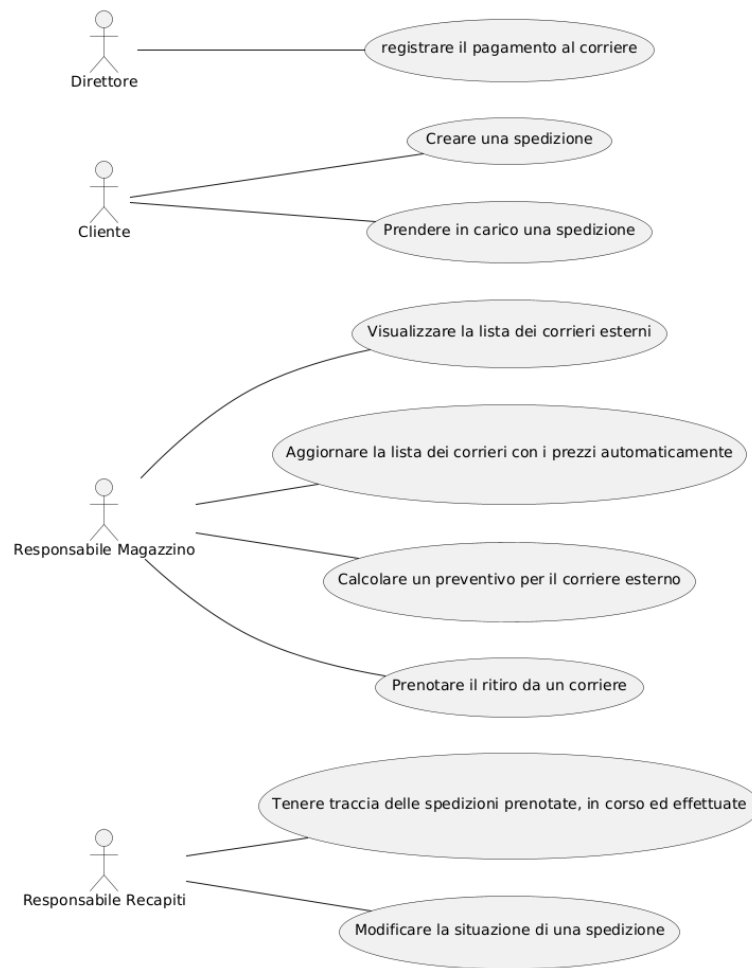 registrare il pagamento al corriere
Direttore
Creare una spedizione
Cliente
Prendere in carico una spedizione
Visualizzare la lista dei corrieri esterni
Aggiornare la lista dei corrieri con i prezzi automaticamente
Responsabile Magazzino
Calcolare un preventivo per il corriere esterno
Prenotare il ritiro da un corriere
Tenere traccia delle spedizioni prenotate, in corso ed effettuate
Responsabile Recapiti
Modificare la situazione di una spedizione